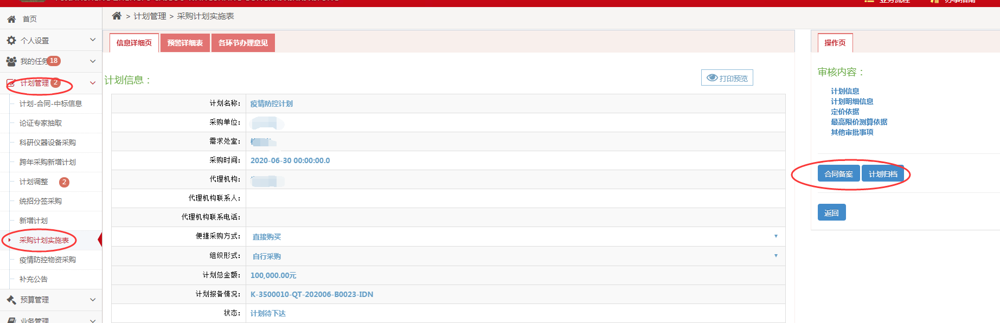 业务流程
办事指南
首页
个人设置
我的任务 18
计划管理 2
计划-合同-中标信息
论证专家抽取
科研仪器设备采购
跨年采购新增计划
计划调整 2
统招分签采购
新增计划
采购计划实施表
疫情防控物资采购
补充公告
预算管理
业务管理
> 计划管理 > 采购计划实施表
信息详细页 预警详细表 各环节办理意见
计划信息：
打印预览
计划名称： 疫情防控计划
采购单位：
需求处室：
采购时间： 2020-06-30 00:00:00.0
代理机构：
代理机构联系人：
代理机构联系电话：
便捷采购方式： 直接购买
组织形式： 自行采购
计划总金额： 100,000.00元
计划报备情况： K-3500010-QT-202006-B0023-IDN
状态： 计划待下达
操作页
审核内容：
计划信息
计划明细信息
定价依据
最高限价测算依据
其他审批事项
合同备案 计划归档
返回